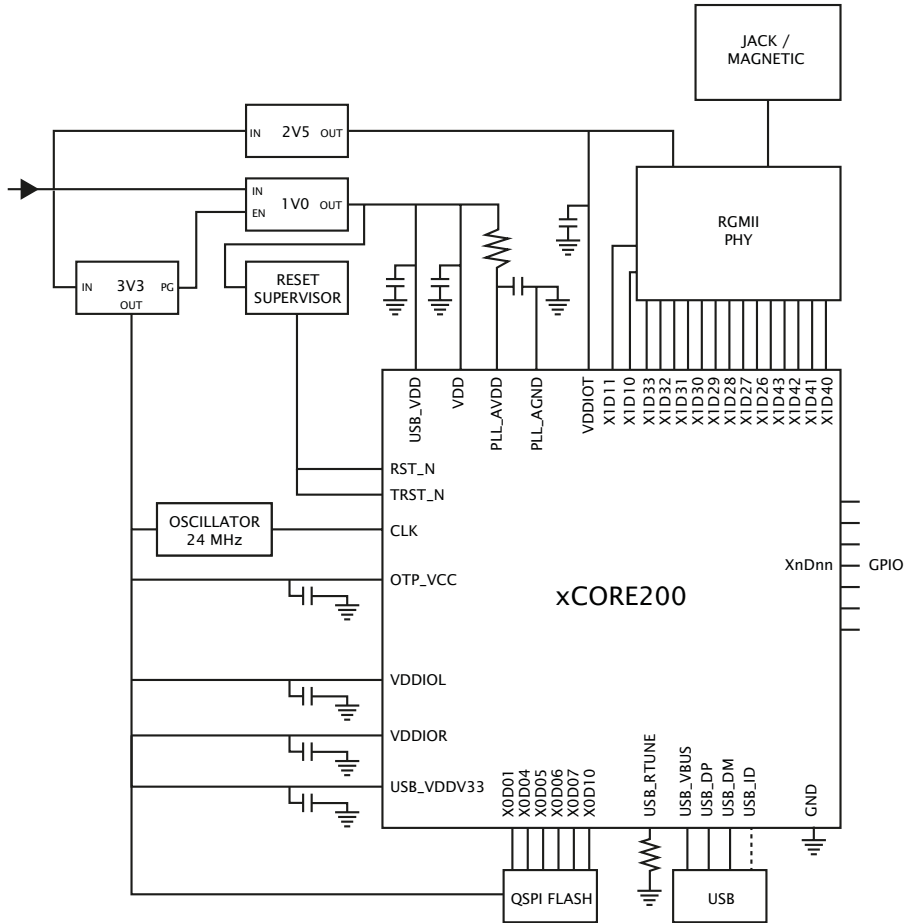 JACK /
MAGNETIC
IN 2V5 OUT
IN
1V0 OUT
EN
RGMII
PHY
IN 3V3 PG
OUT
RESET
SUPERVISOR
USB_VDD
VDD
PLL_AVDD
PLL_AGND
VDDIOT
X1D11
X1D10
X1D33
X1D32
X1D31
X1D30
X1D29
X1D28
X1D27
X1D26
X1D43
X1D42
X1D41
X1D40
RST_N
TRST_N
OSCILLATOR
24 MHz
CLK
XnDnn
GPIO
OTP_VCC
xCORE200
VDDIOL
VDDIOR
USB_VDDV33
X0D01
X0D04
X0D05
X0D06
X0D07
X0D10
USB_RTUNE
USB_VBUS
USB_DP
USB_DM
USB_ID
GND
QSPI FLASH
USB